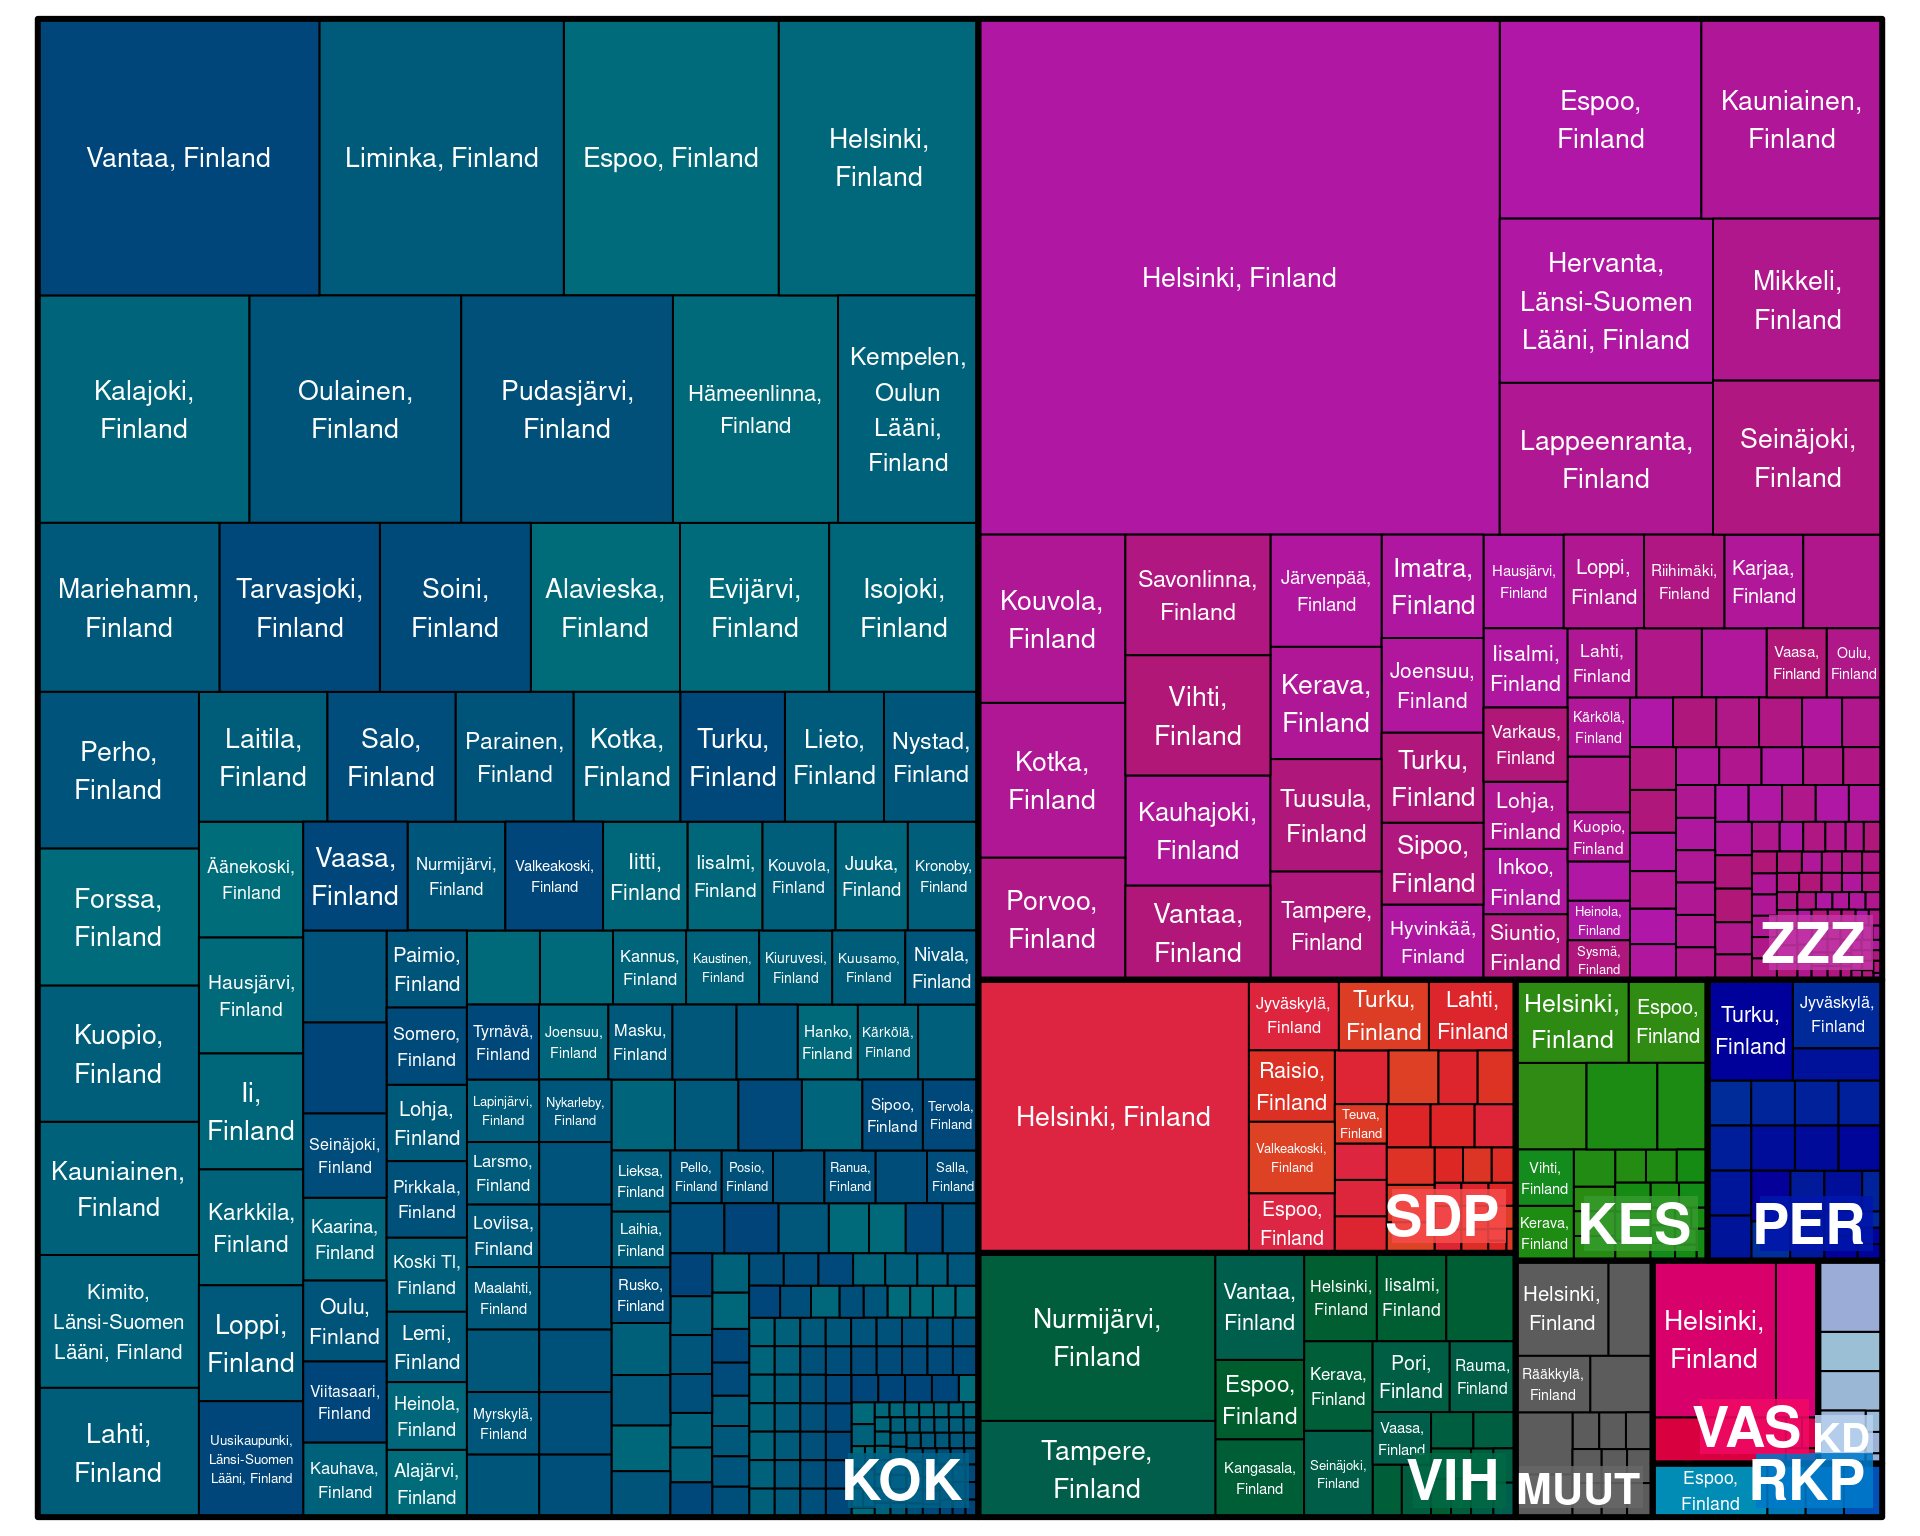 Vantaa, Finland
Liminka, Finland
Espoo, Finland
Helsinki,
Finland
Kalajoki,
Finland
Oulainen,
Finland
Pudasjärvi,
Finland
Hämeenlinna,
Finland
Kempelen,
Oulun
Lääni,
Finland
Mariehamn,
Finland
Tarvasjoki,
Finland
Soini,
Finland
Alavieska,
Finland
Evijärvi,
Finland
Isojoki,
Finland
Perho,
Finland
Forssa,
Finland
Kuopio,
Finland
Kauniainen,
Finland
Kimito,
Länsi-Suomen
Lääni, Finland
Lahti,
Finland
Laitila,
Finland
Salo,
Finland
Parainen,
Finland
Kotka,
Finland
Turku,
Finland
Lieto,
Finland
Nystad,
Finland
Äänekoski,
Finland
Hausjärvi,
Finland
Ii,
Finland
Karkkila,
Finland
Loppi,
Finland
Uusikaupunki,
Länsi-Suomen
Lääni, Finland
Vaasa,
Finland
Nurmijärvi,
Finland
Valkeakoski,
Finland
Iitti,
Finland
Iisalmi,
Finland
Kouvola,
Finland
Juuka,
Finland
Kronoby,
Finland
Seinäjoki,
Finland
Kaarina,
Finland
Oulu,
Finland
Viitasaari,
Finland
Kauhava,
Finland
Paimio,
Finland
Somero,
Finland
Lohja,
Finland
Pirkkala,
Finland
Koski Tl,
Finland
Lemi,
Finland
Heinola,
Finland
Alajärvi,
Finland
Kannus,
Finland
Kaustinen,
Finland
Kiuruvesi,
Finland
Kuusamo,
Finland
Nivala,
Finland
Tyrnävä,
Finland
Joensuu,
Finland
Masku,
Finland
Hanko,
Finland
Kärkölä,
Finland
Lapinjärvi,
Finland
Nykarleby,
Finland
Larsmo,
Finland
Loviisa,
Finland
Maalahti,
Finland
Myrskylä,
Finland
Sipoo,
Finland
Tervola,
Finland
Lieksa,
Finland
Laihia,
Finland
Rusko,
Finland
Pello,
Finland
Posio,
Finland
Ranua,
Finland
Salla,
Finland
KOK
Helsinki, Finland
Espoo,
Finland
Kauniainen,
Finland
Hervanta,
Länsi-Suomen
Lääni, Finland
Mikkeli,
Finland
Lappeenranta,
Finland
Seinäjoki,
Finland
Kouvola,
Finland
Kotka,
Finland
Porvoo,
Finland
Savonlinna,
Finland
Vihti,
Finland
Kauhajoki,
Finland
Vantaa,
Finland
Järvenpää,
Finland
Kerava,
Finland
Tuusula,
Finland
Tampere,
Finland
Imatra,
Finland
Joensuu,
Finland
Turku,
Finland
Sipoo,
Finland
Hyvinkää,
Finland
Hausjärvi,
Finland
Loppi,
Finland
Riihimäki,
Finland
Karjaa,
Finland
Iisalmi,
Finland
Varkaus,
Finland
Lohja,
Finland
Inkoo,
Finland
Siuntio,
Finland
Lahti,
Finland
Vaasa,
Finland
Oulu,
Finland
Kärkölä,
Finland
Kuopio,
Finland
Heinola,
Finland
Sysmä,
Finland
ZZZ
Helsinki, Finland
Jyväskylä,
Finland
Turku,
Finland
Lahti,
Finland
Raisio,
Finland
Valkeakoski,
Finland
Espoo,
Finland
Teuva,
Finland
SDP
Helsinki,
Finland
Espoo,
Finland
Vihti,
Finland
Kerava,
Finland
KES
Turku,
Finland
Jyväskylä,
Finland
PER
Nurmijärvi,
Finland
Tampere,
Finland
Vantaa,
Finland
Espoo,
Finland
Kangasala,
Finland
Helsinki,
Finland
Iisalmi,
Finland
Kerava,
Finland
Seinäjoki,
Finland
Pori,
Finland
Rauma,
Finland
Vaasa,
Finland
VIH
Helsinki,
Finland
Rääkkylä,
Finland
MUUT
Helsinki,
Finland
VAS
KD
Espoo,
Finland
RKP